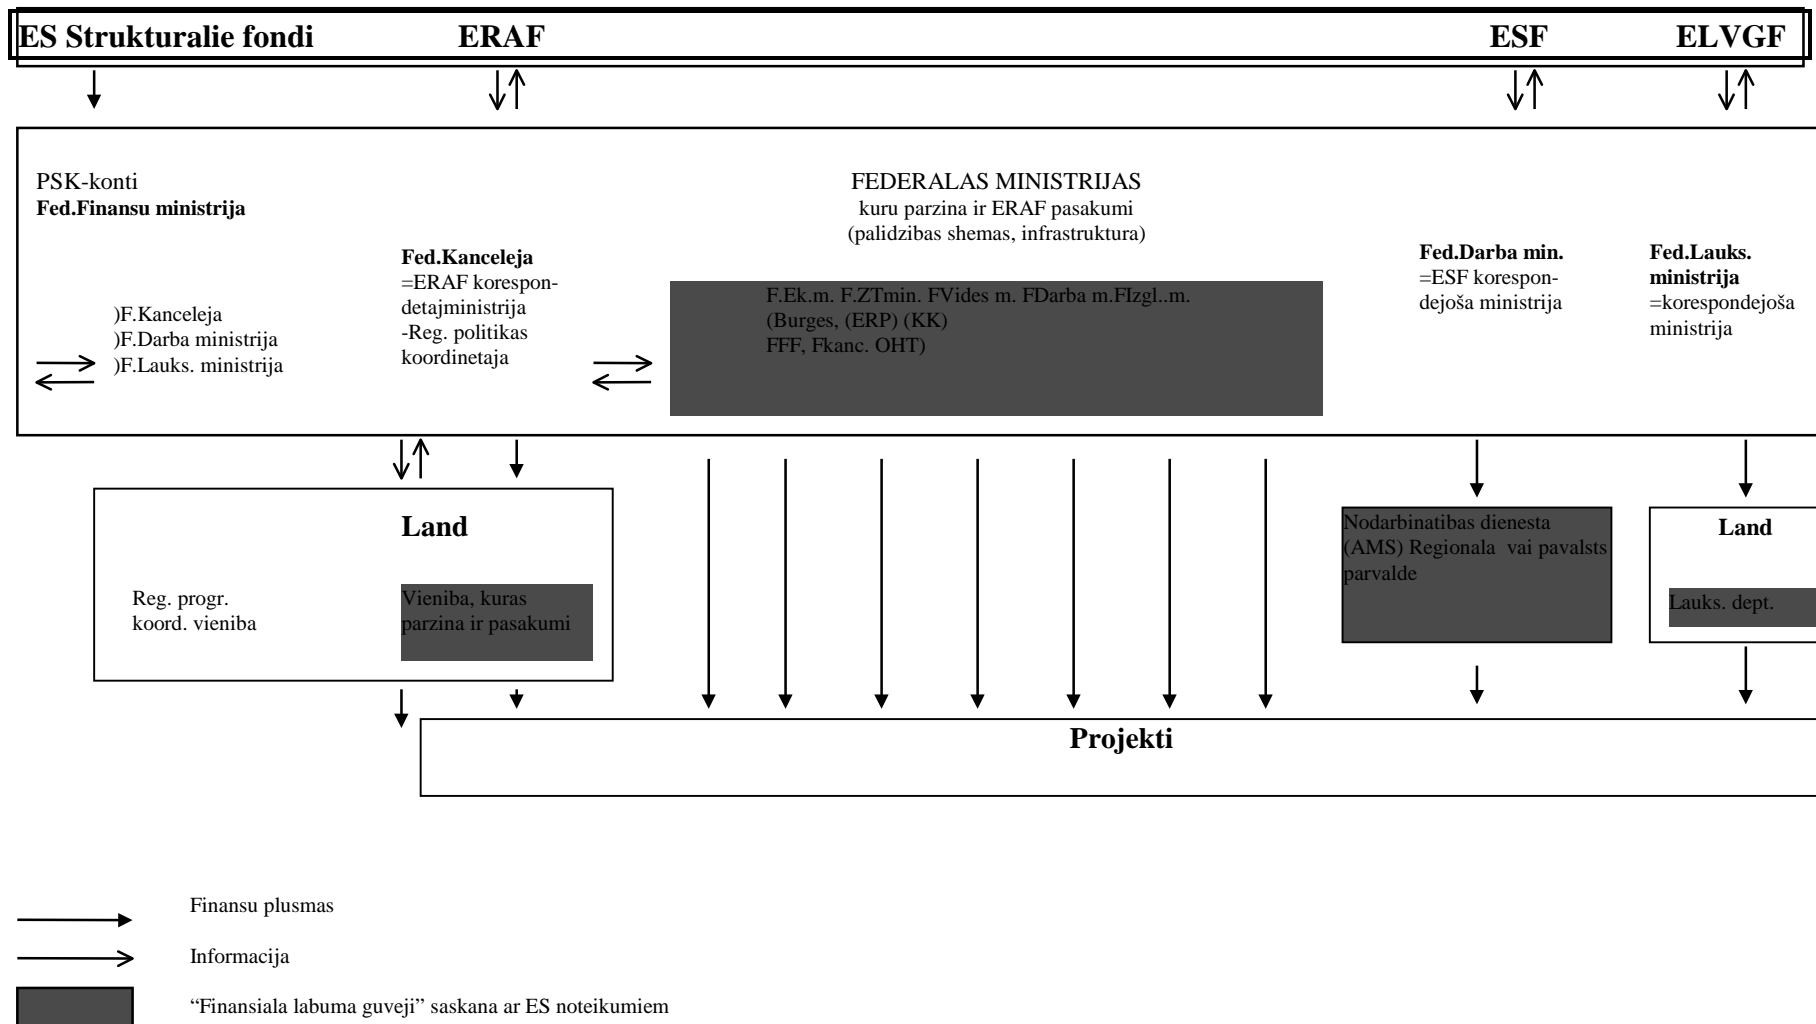 ES Strukturalie fondi ERAF ESF ELVGF
PSK-konti
Fed.Finansu ministrija
)F.Kanceleja
)F.Darba ministrija
)F.Lauks. ministrija
Fed.Kanceleja
=ERAF korespon-
detajministrija
-Reg. politikas
koordinetaja
FEDERALAS MINISTRIJAS
kuru parzina ir ERAF pasakumi
(palidzibas shemas, infrastruktura)
F.Ek.m. F.ZTmin. FVides m. FDarba m.FIzgl..m.
(Burges, (ERP) (KK)
FFF, Fkanc. OHT)
Fed.Darba min.
=ESF korespon-
dejoša ministrija
Fed.Lauks.
ministrija
=korespondejoša
ministrija
Land
Reg. progr.
koord. vieniba
Vieniba, kuras
parzina ir pasakumi
Nodarbinatibas dienesta
(AMS) Regionala vai pavalsts
parvalde
Land
Lauks. dept.
Projekti
Finansu plusmas
Informacija
“Finansiala labuma guveji” saskana ar ES noteikumiem